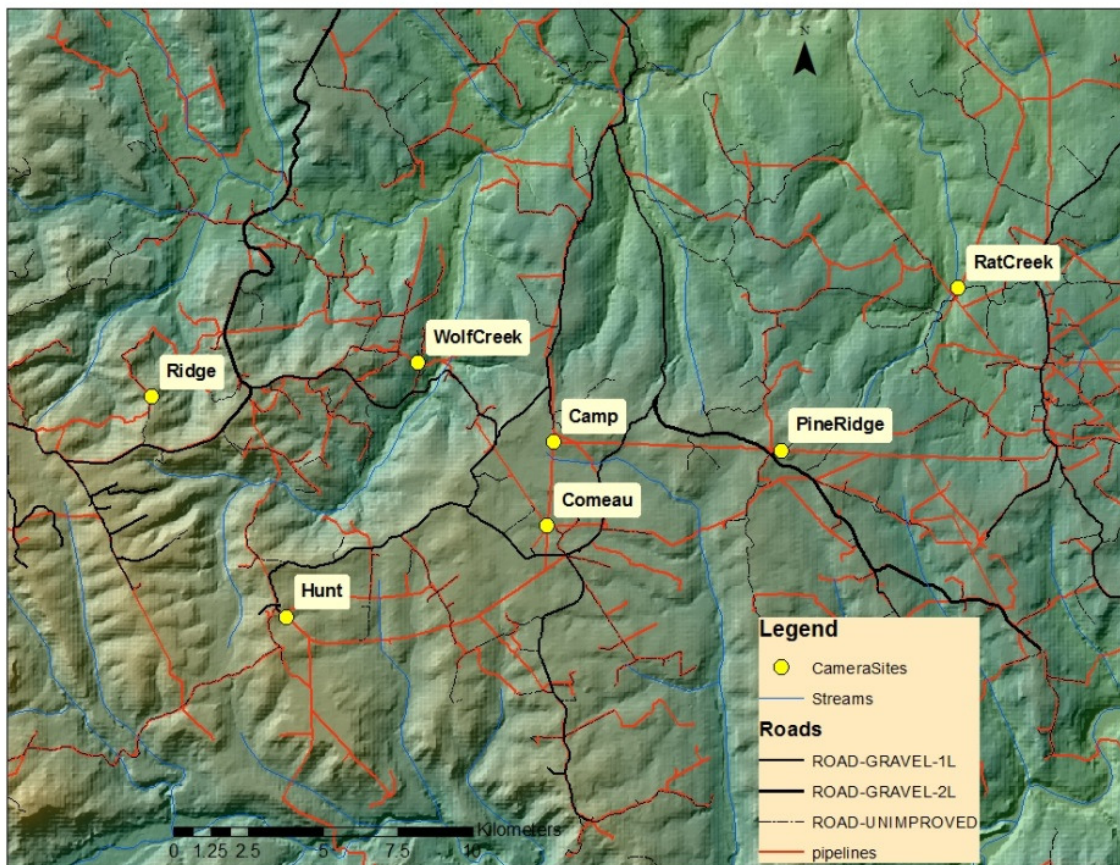 N
RatCreek
WolfCreek
Ridge
Camp
PineRidge
Comeau
Hunt
Legend
CameraSites
Streams
Roads
ROAD-GRAVEL-1L
ROAD-GRAVEL-2L
ROAD-UNIMPROVED
pipelines
Kilometers
0 1.25 2.5 5 7.5 10